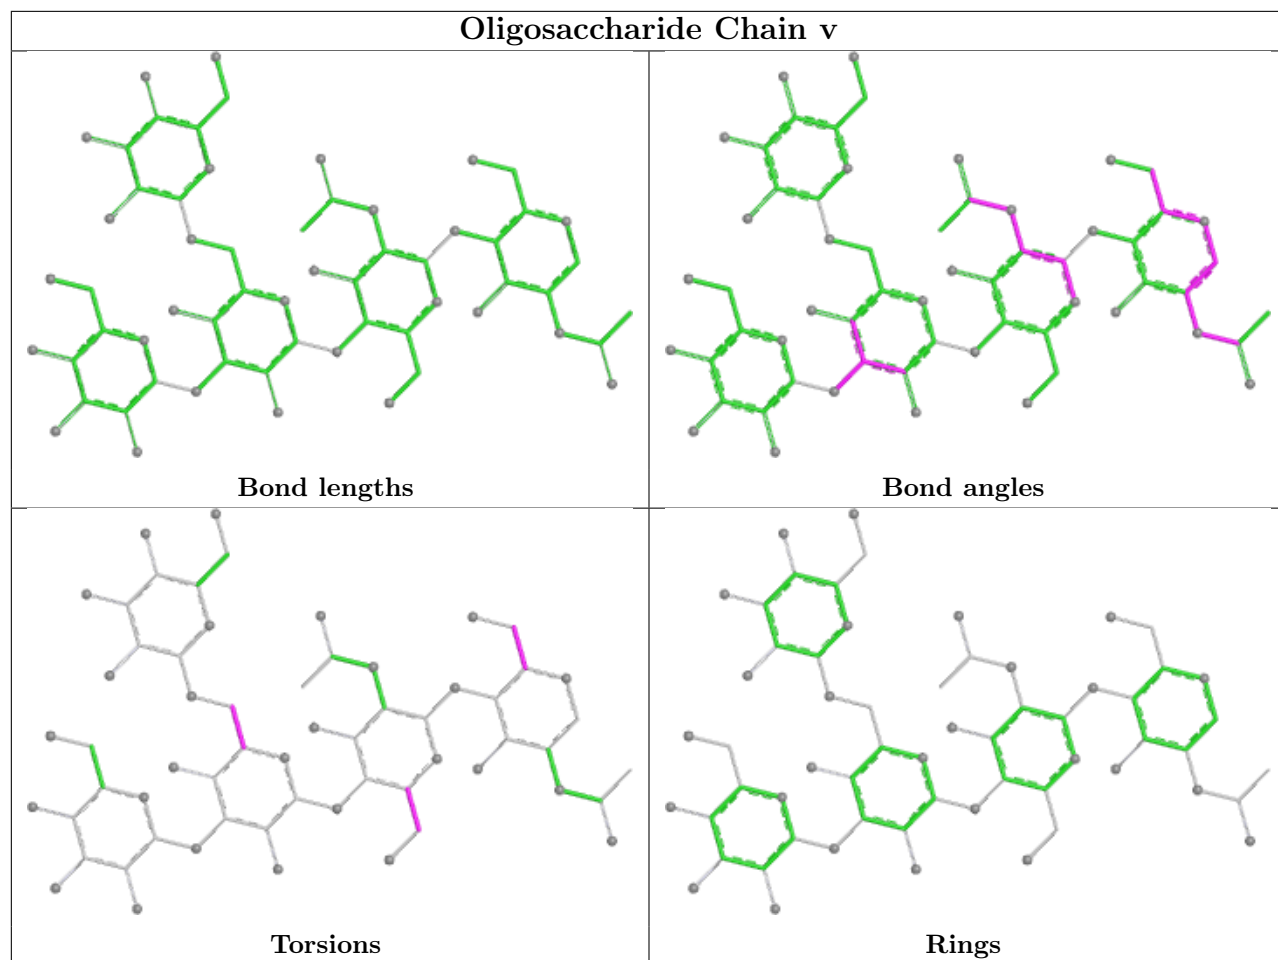 Oligosaccharide Chain v
Bond lengths
Bond angles
Torsions
Rings